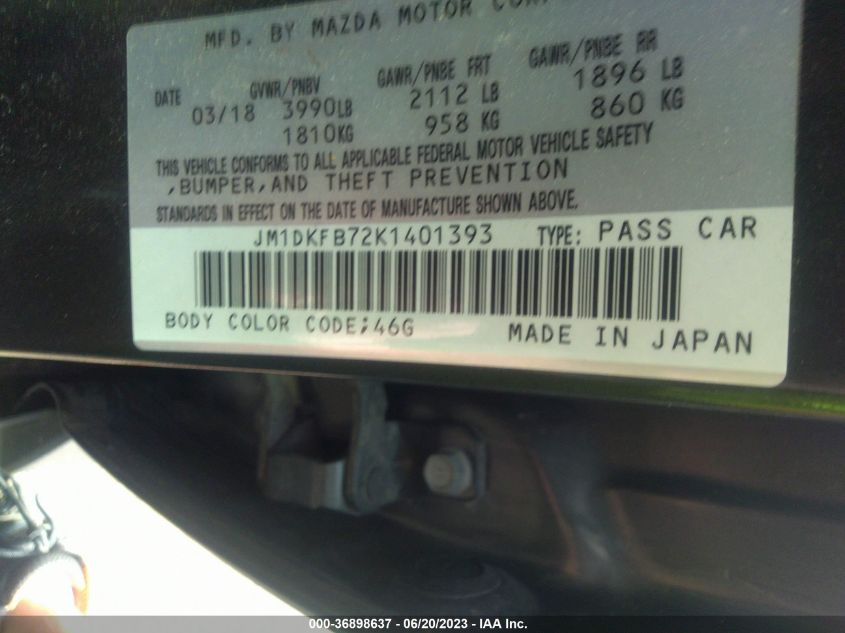 MFD. BY MAZDA MOTOR
DATE GVWR/PNBV GAWR/PNBE FRT GAWR/PNBE RR
03/18 3990LB 2112 LB 1896 LB
1810KG 958 KG 860 KG
THIS VEHICLE CONFORMS TO ALL APPLICABLE FEDERAL MOTOR VEHICLE SAFETY
,BUMPER,AND THEFT PREVENTION
STANDARDS IN EFFECT ON THE DATE OF MANUFACTURE SHOWN ABOVE.
JM1DKFB72K1401393 TYPE: PASS CAR
BODY COLOR CODE:46G MADE IN JAPAN
000-36898637 - 06/20/2023 - IAA Inc.